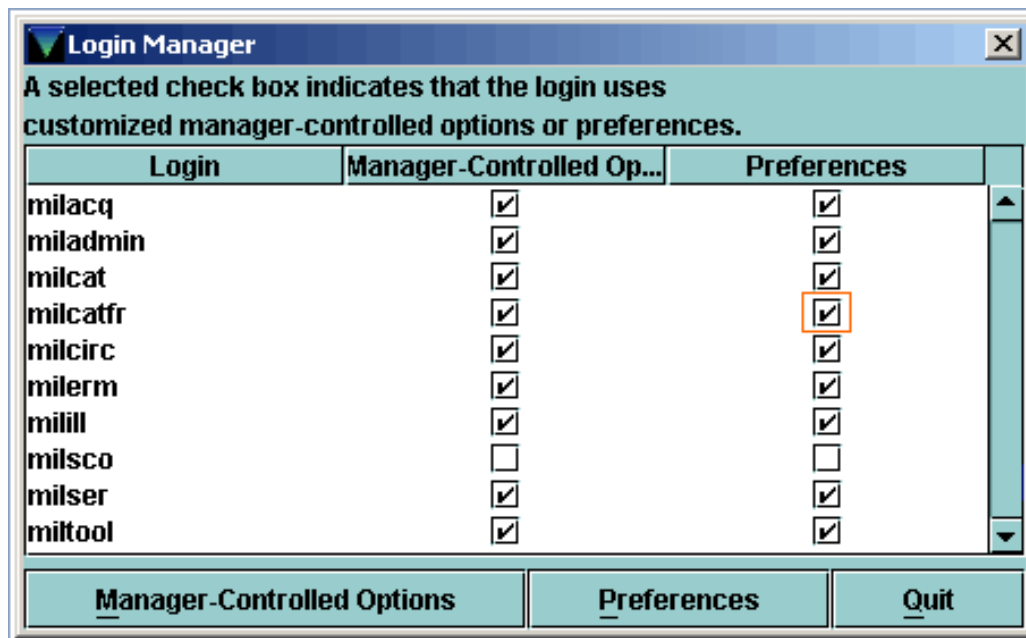 Login Manager
A selected check box indicates that the login uses
customized manager-controlled options or preferences.
Login Manager-Controlled Op... Preferences
milacq
miladmin
milcat
milcatfr
milcirc
milerm
milill
milsco
milser
miltool
Manager-Controlled Options Preferences Quit